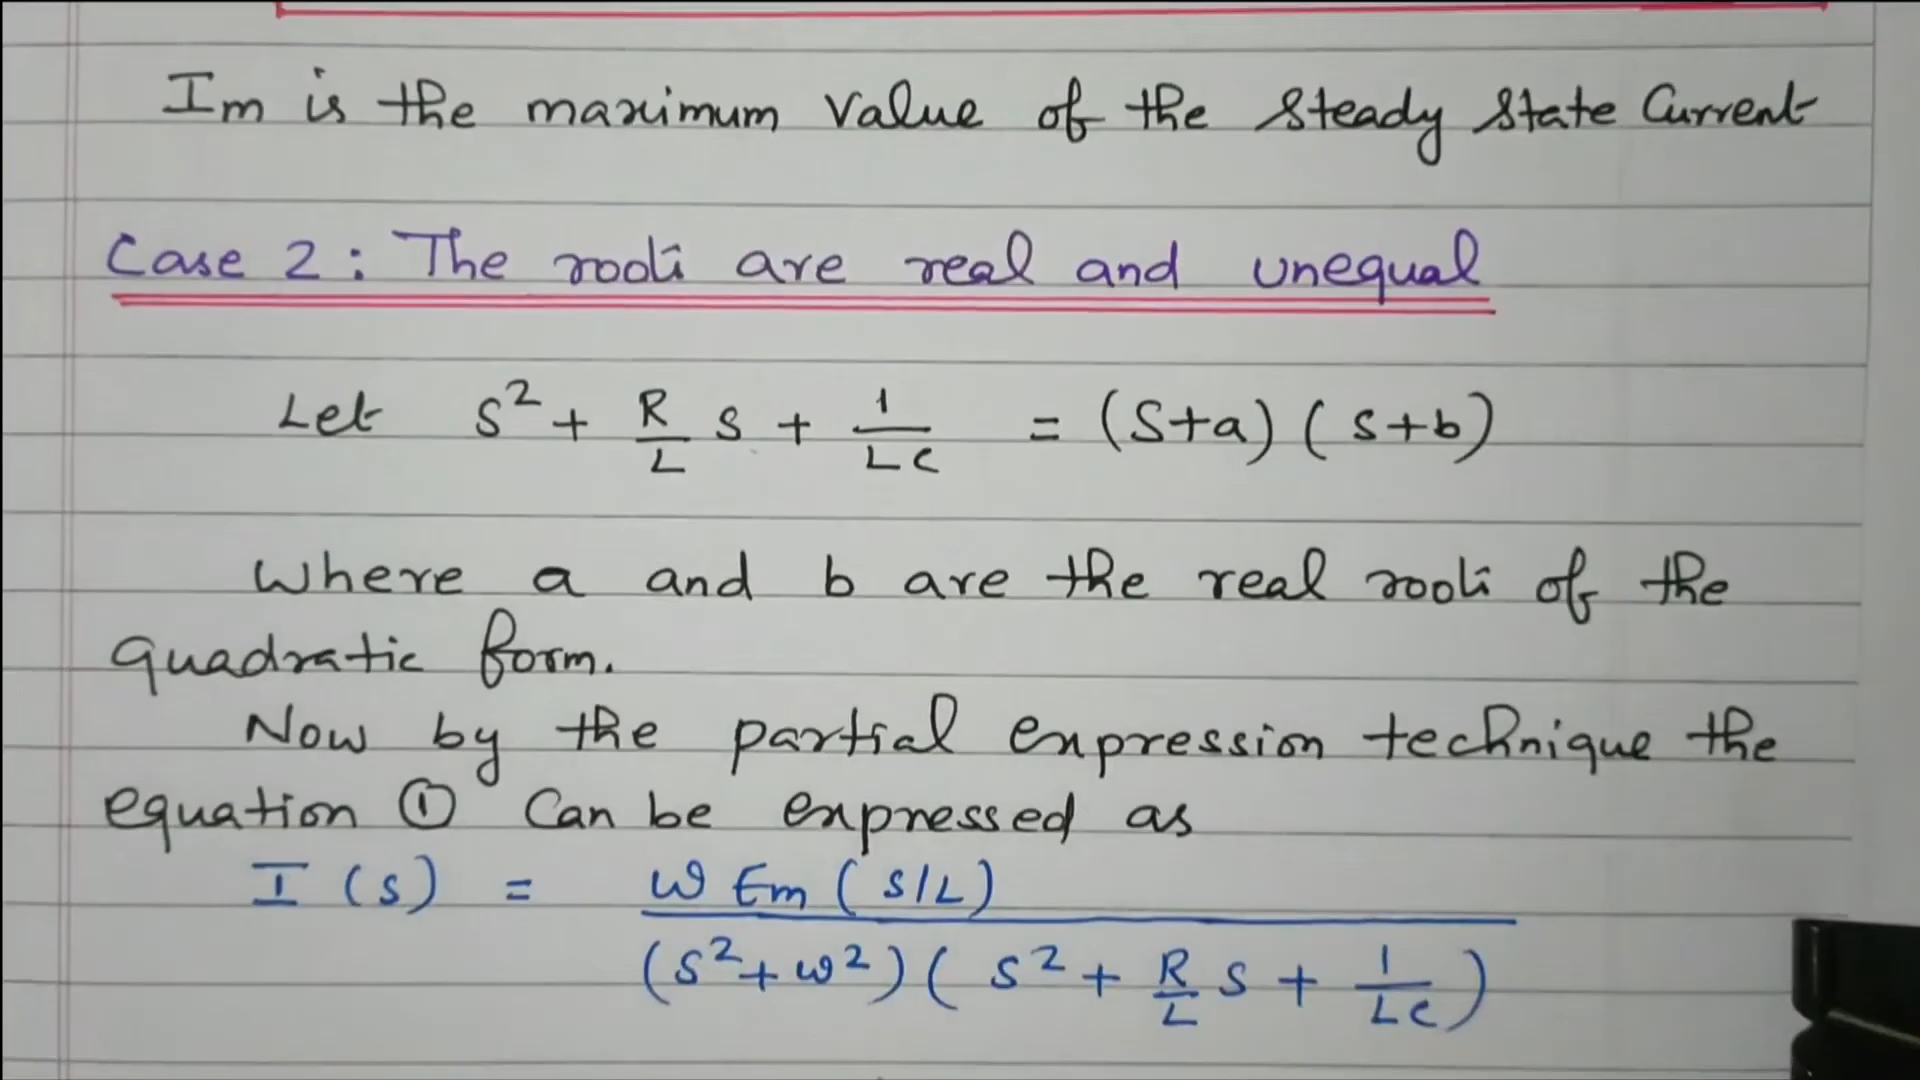 Im is the maximum value of the steady state Current
Case 2: The roots are real and unequal
Let S² + R/L s + 1/LC = (S+a) (s+b)
Where a and b are the real roots of the
quadratic form.
Now by the partial expression technique the
equation ① Can be expressed as
I (s) = ω Em (s/L) / (s²+ω²) ( s² + R/L s + 1/LC )